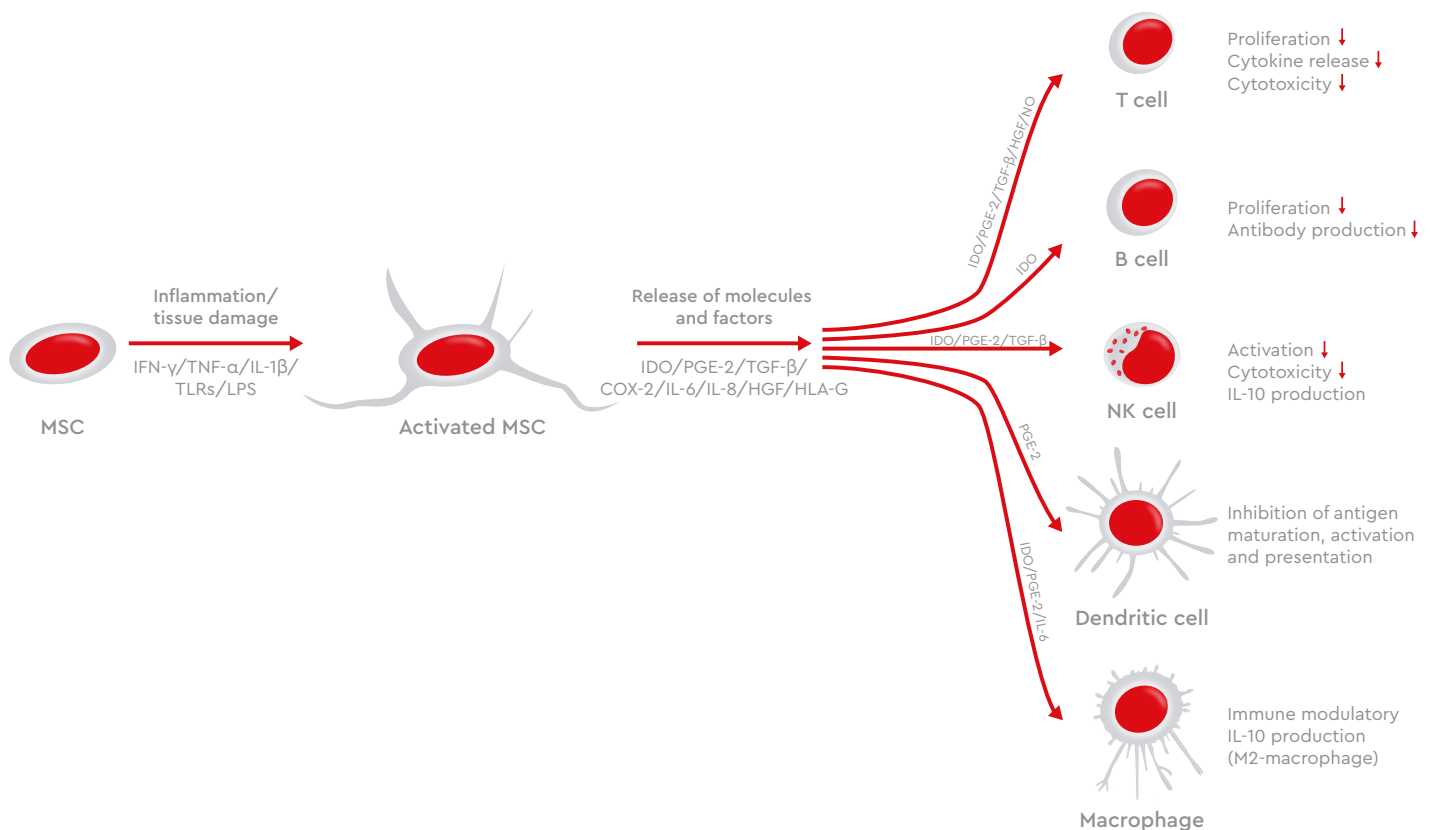 MSC
Inflammation/
tissue damage
IFN-γ/TNF-α/IL-1β/
TLRs/LPS
Activated MSC
Release of molecules
and factors
IDO/PGE-2/TGF-β/
COX-2/IL-6/IL-8/HGF/HLA-G
IDO/PGE-2/TGF-β/HGF/NO
T cell
Proliferation ↓
Cytokine release ↓
Cytotoxicity ↓
IDO
B cell
Proliferation ↓
Antibody production ↓
IDO/PGE-2/TGF-β
NK cell
Activation ↓
Cytotoxicity ↓
IL-10 production
PGE-2
Dendritic cell
Inhibition of antigen
maturation, activation
and presentation
IDO/PGE-2/IL-6
Macrophage
Immune modulatory
IL-10 production
(M2-macrophage)